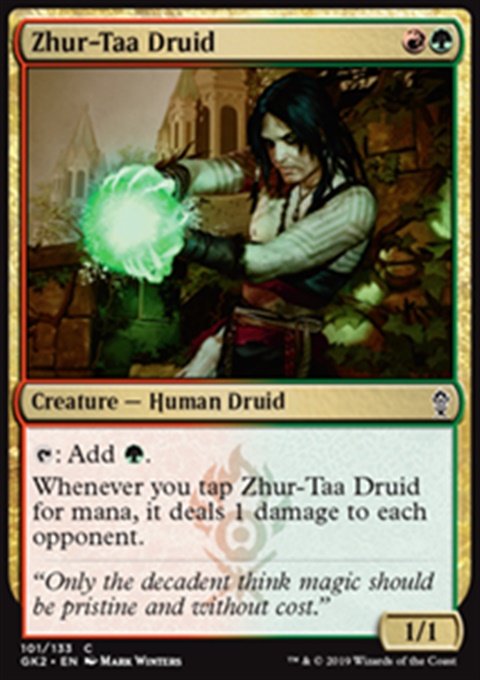 Zhur-Taa Druid
Creature — Human Druid
: Add .
Whenever you tap Zhur-Taa Druid
for mana, it deals 1 damage to each
opponent.
“Only the decadent think magic should
be pristine and without cost.”
1/1
101/133 C
GK2 • EN Mark Winters
™ & © 2019 Wizards of the Coast